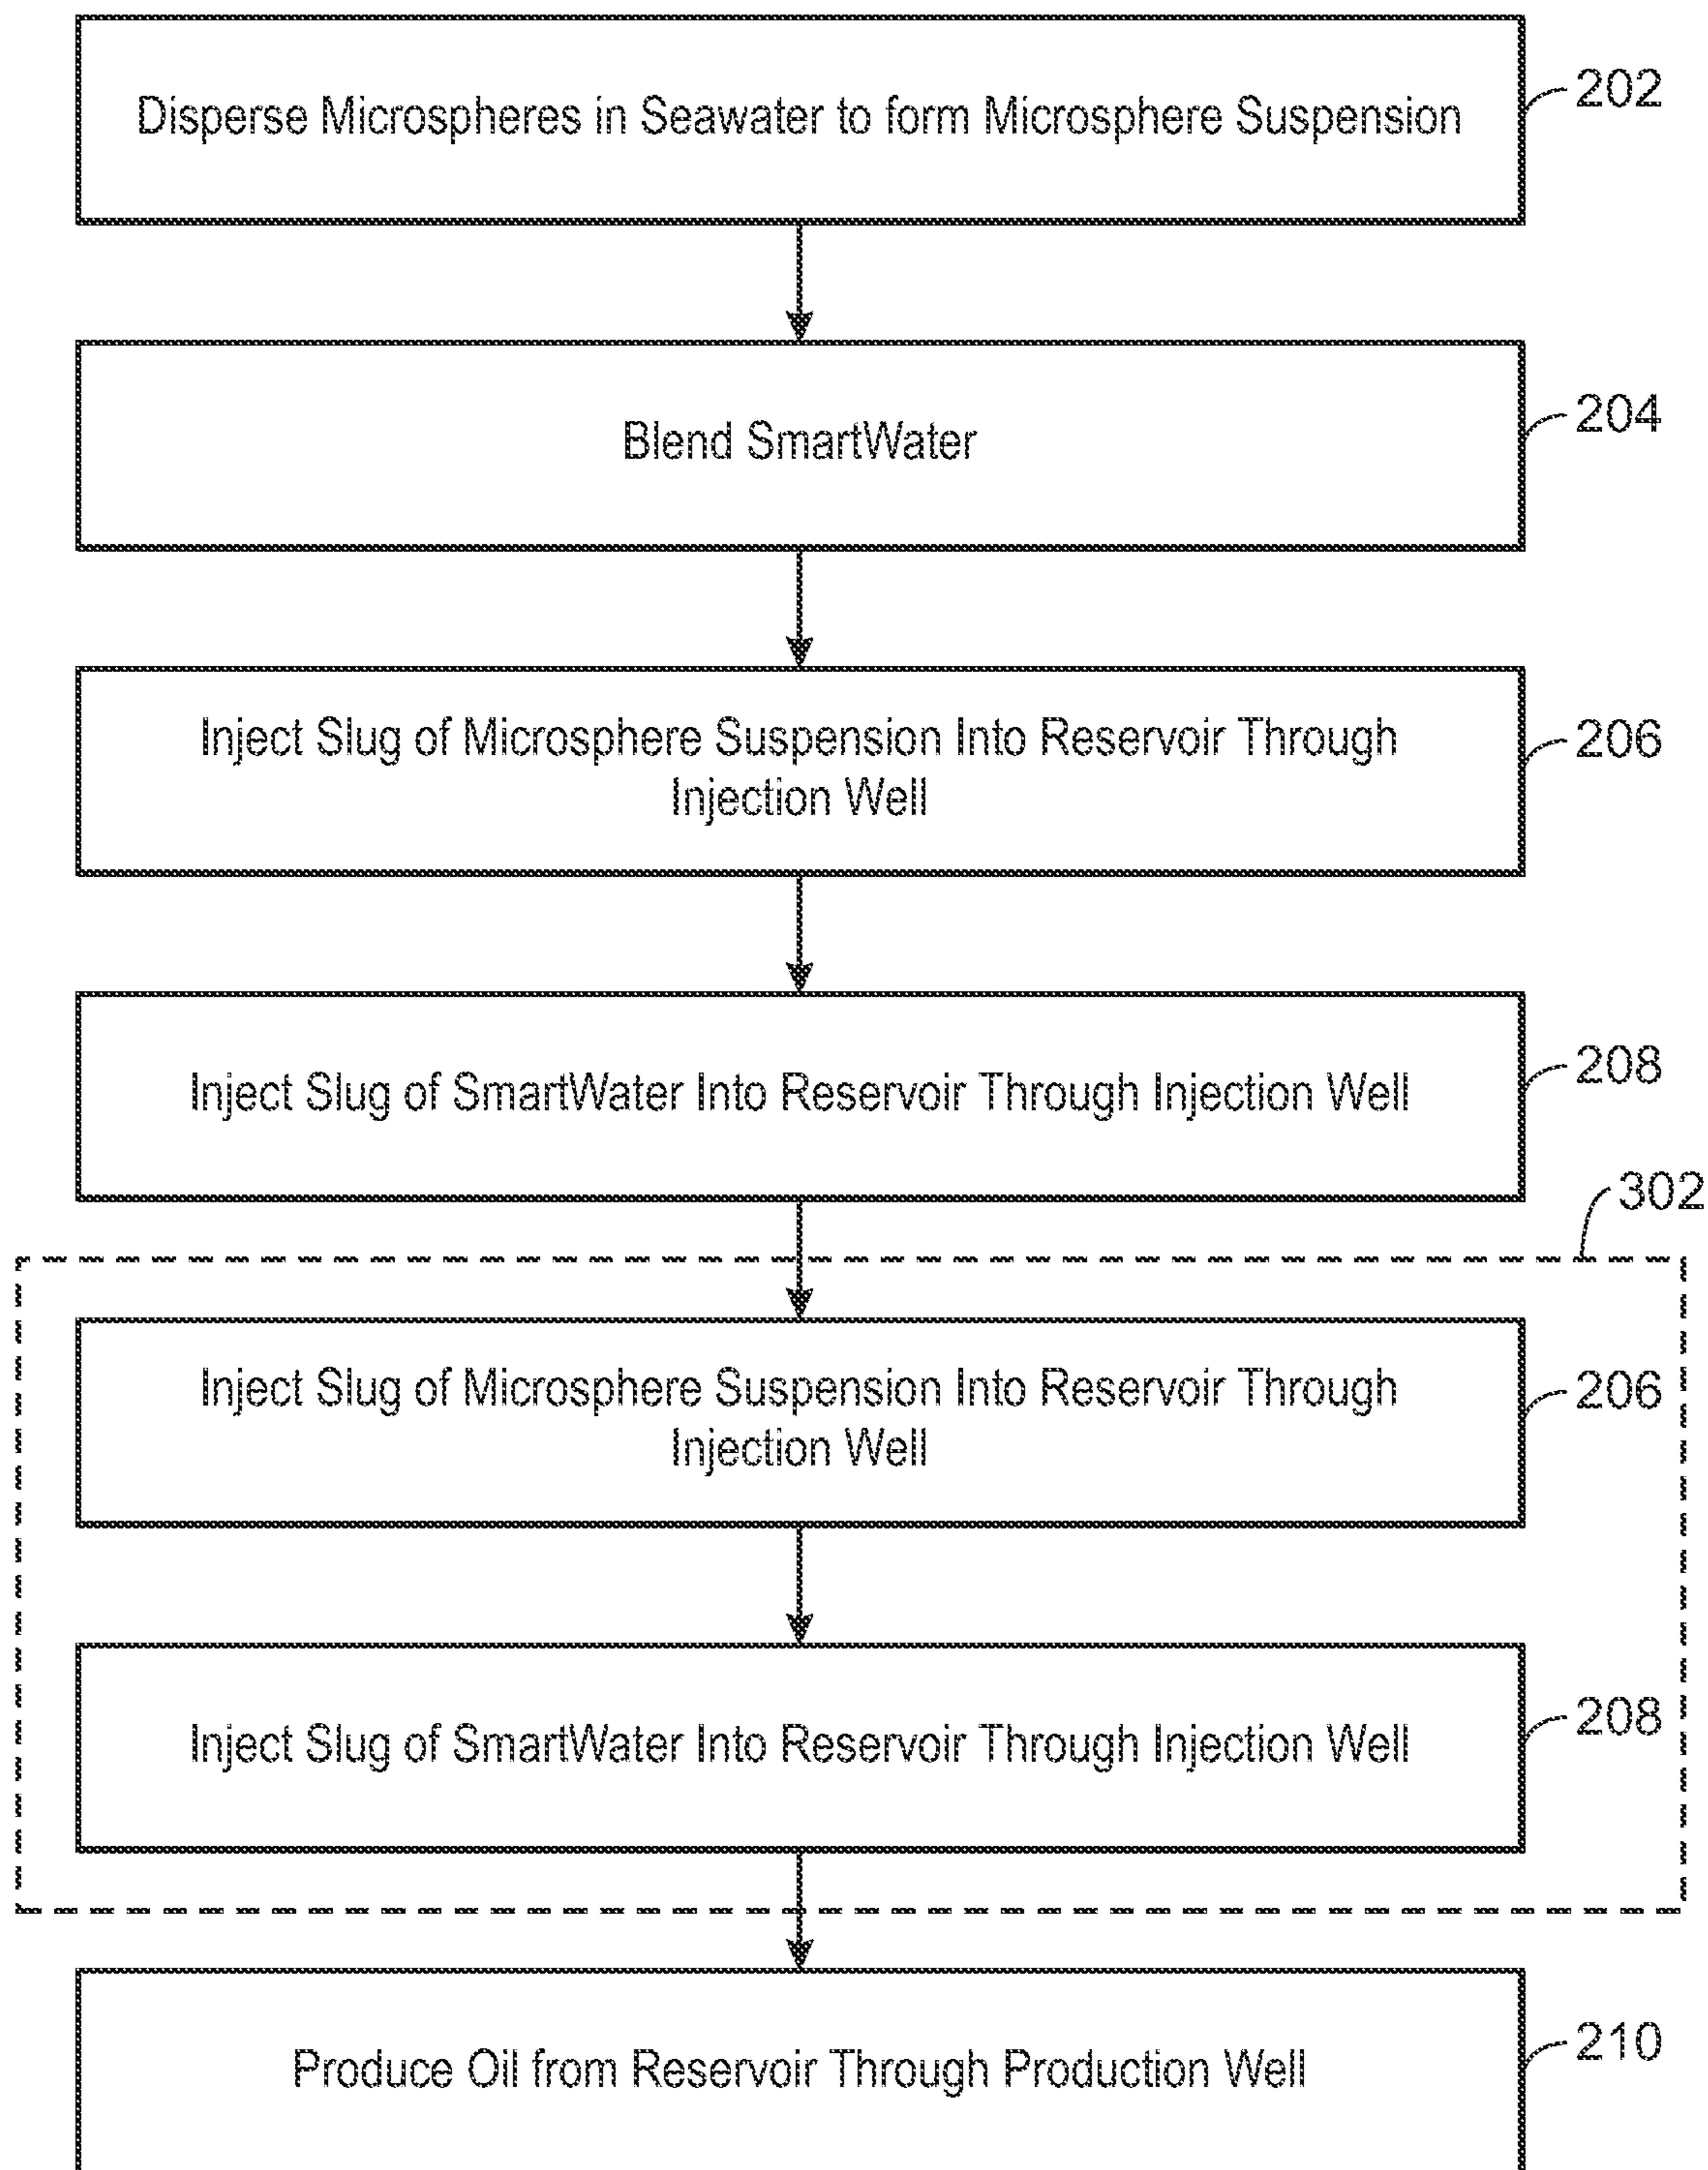 Disperse Microspheres in Seawater to form Microsphere Suspension
202
Blend SmartWater
204
Inject Slug of Microsphere Suspension Into Reservoir Through
Injection Well
206
Inject Slug of SmartWater Into Reservoir Through Injection Well
208
302
Inject Slug of Microsphere Suspension Into Reservoir Through
Injection Well
206
Inject Slug of SmartWater Into Reservoir Through Injection Well
208
Produce Oil from Reservoir Through Production Well
210